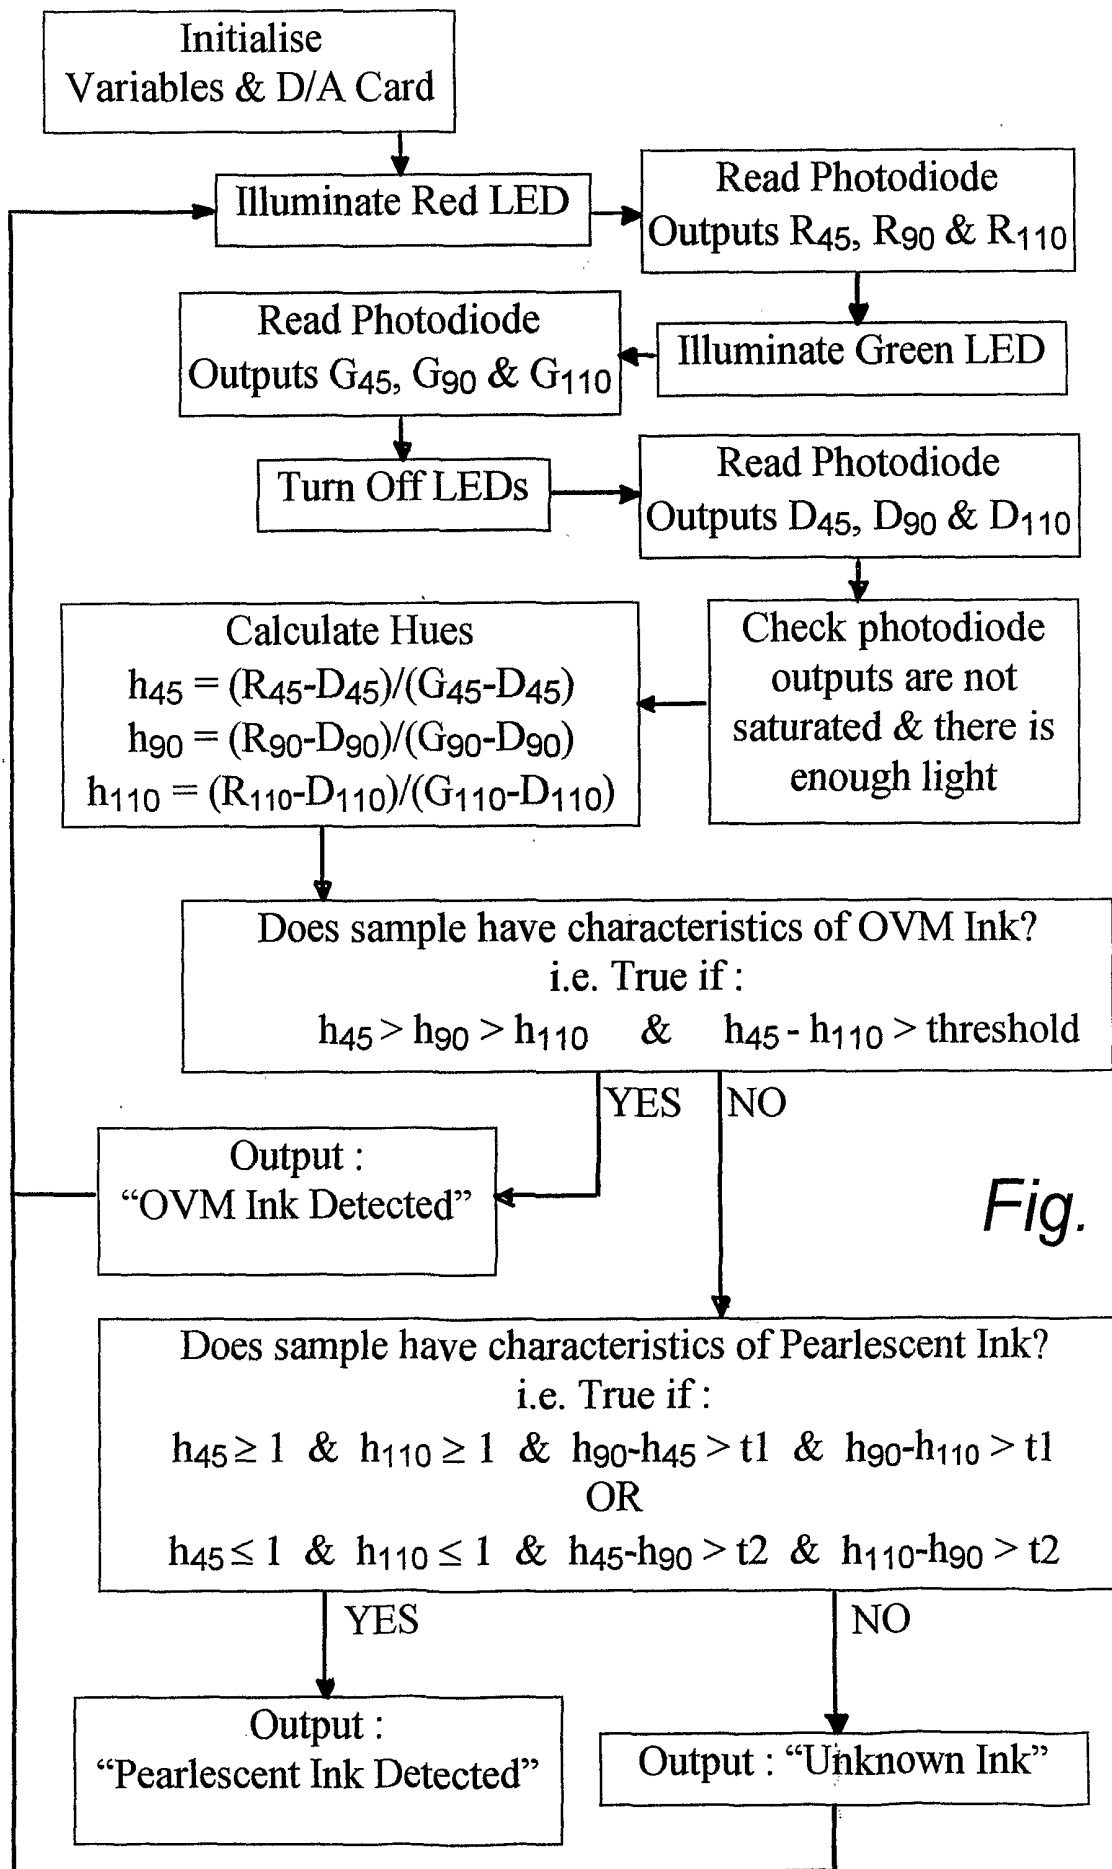 Initialise
Variables & D/A Card
Illuminate Red LED
Read Photodiode
Outputs R45, R90 & R110
Illuminate Green LED
Read Photodiode
Outputs G45, G90 & G110
Turn Off LEDs
Read Photodiode
Outputs D45, D90 & D110
Check photodiode
outputs are not
saturated & there is
enough light
Calculate Hues
h45 = (R45-D45)/(G45-D45)
h90 = (R90-D90)/(G90-D90)
h110 = (R110-D110)/(G110-D110)
Does sample have characteristics of OVM Ink?
i.e. True if :
h45 > h90 > h110 & h45 - h110 > threshold
YES
NO
Output :
“OVM Ink Detected”
Fig.
Does sample have characteristics of Pearlescent Ink?
i.e. True if :
h45 ≥ 1 & h110 ≥ 1 & h90-h45 > t1 & h90-h110 > t1
OR
h45 ≤ 1 & h110 ≤ 1 & h45-h90 > t2 & h110-h90 > t2
YES
NO
Output :
“Pearlescent Ink Detected”
Output : “Unknown Ink”